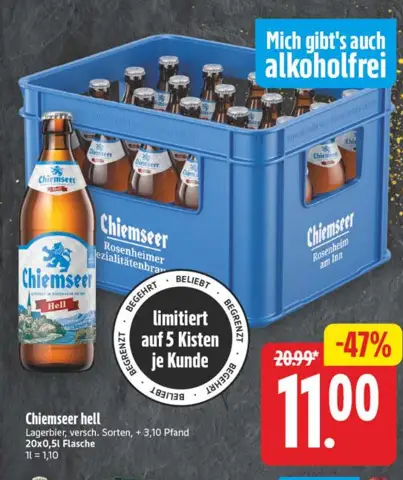 Mich gibt's auch
alkoholfrei
Chiemseer
Chiemseer
Hell
Chiemseer
Rosenheimer
Chiemseer
Rosenheim
am Inn
BELIEBT · BEGRENZT · BEGEHRT · BELIEBT · BEGRENZT · BEGEHRT ·
limitiert
auf 5 Kisten
je Kunde
-47%
20.99*
11.00
Chiemseer hell
Lagerbier, versch. Sorten, + 3,10 Pfand
20x0,5l Flasche
1l = 1,10